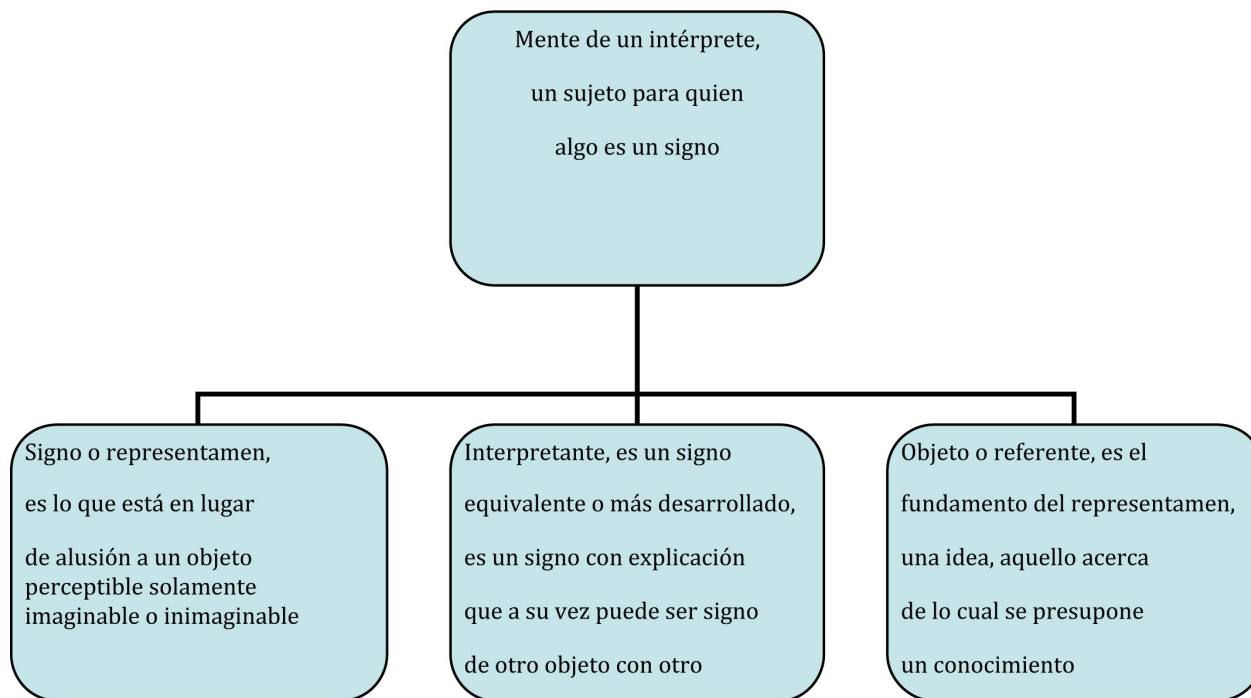 Mente de un intérprete,
un sujeto para quien
algo es un signo
Signo o representamen,
es lo que está en lugar
de alusión a un objeto
perceptible solamente
imaginable o inimaginable
Interpretante, es un signo
equivalente o más desarrollado,
es un signo con explicación
que a su vez puede ser signo
de otro objeto con otro
Objeto o referente, es el
fundamento del representamen,
una idea, aquello acerca
de lo cual se presupone
un conocimiento